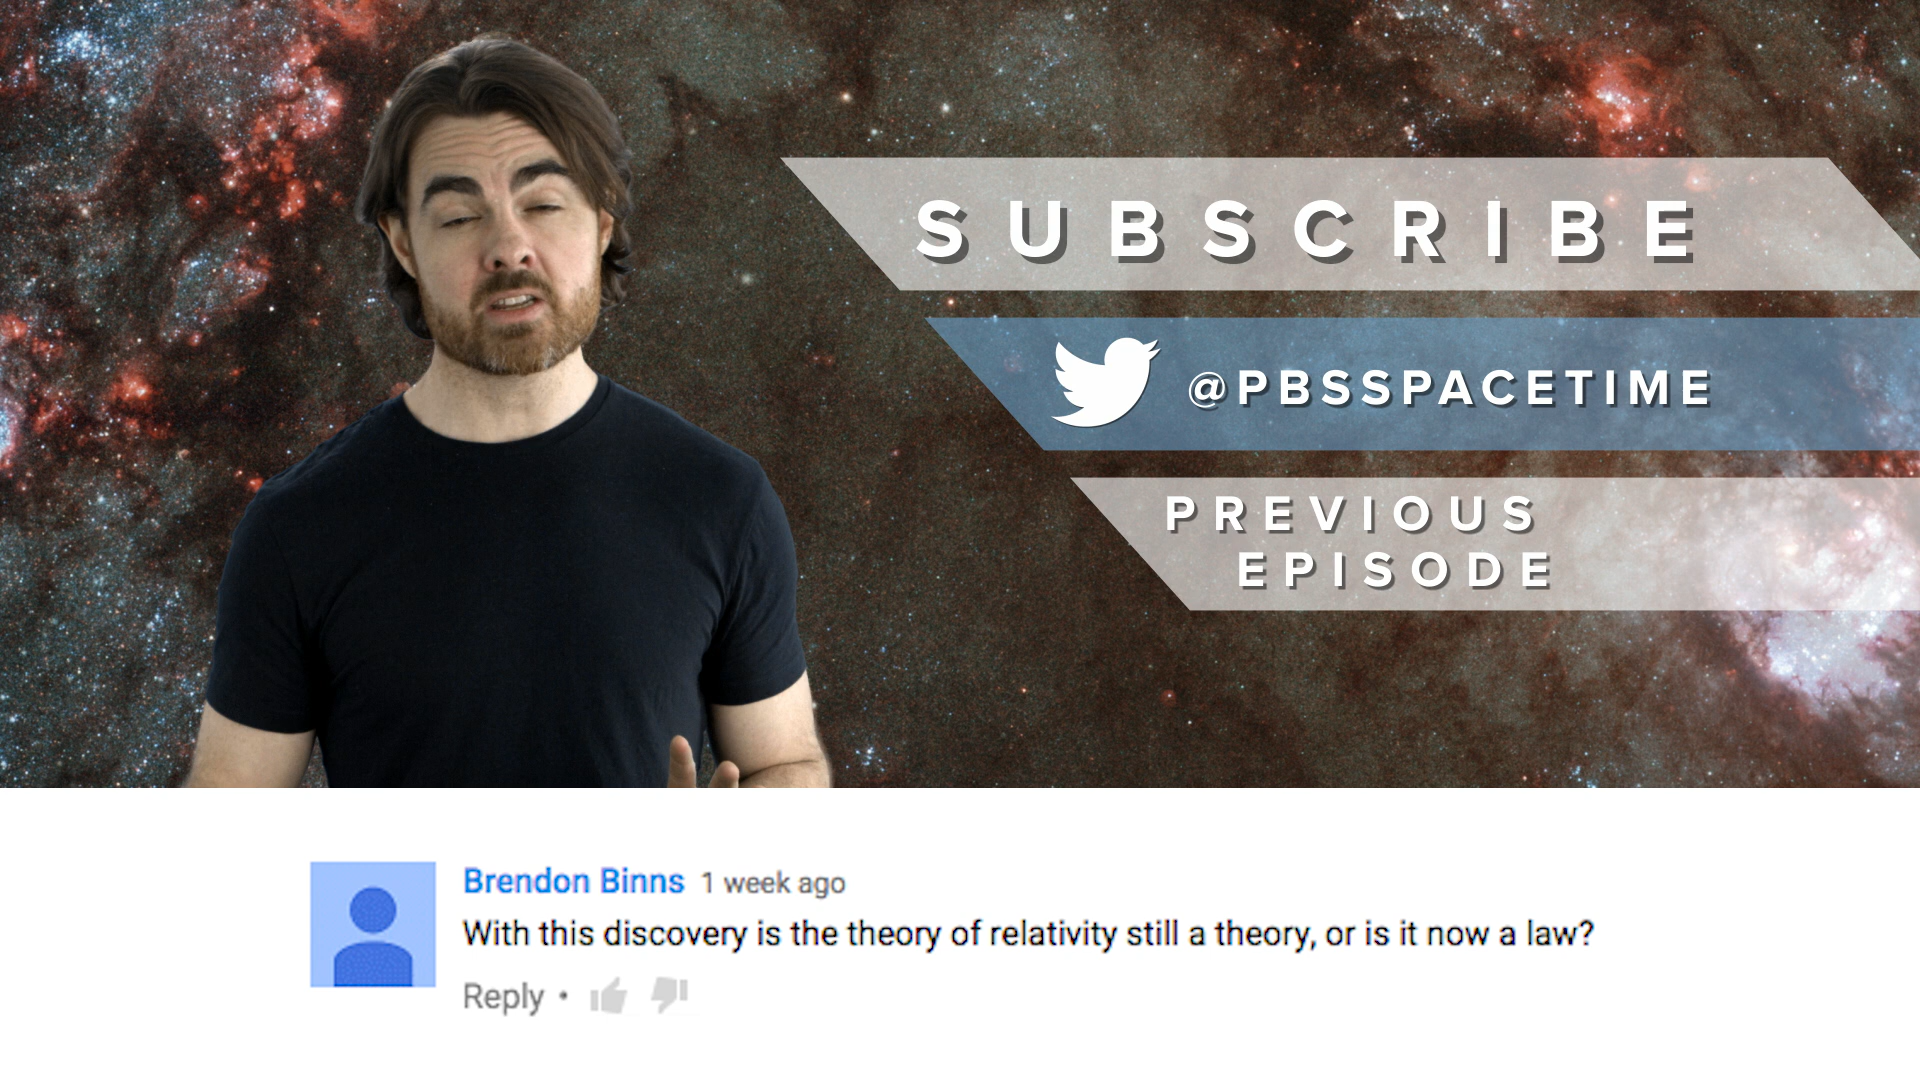 SUBSCRIBE
@PBSSPACETIME
PREVIOUS
EPISODE
Brendon Binns 1 week ago
With this discovery is the theory of relativity still a theory, or is it now a law?
Reply •